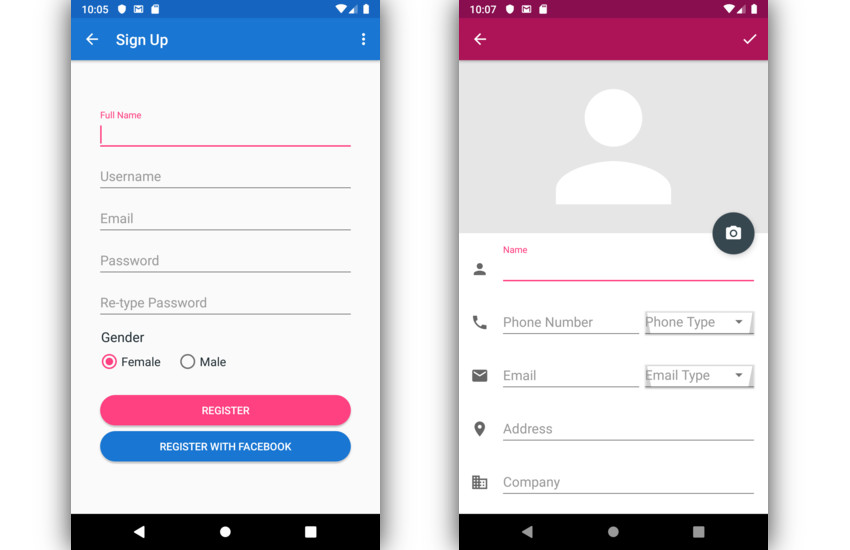 10:05
Sign Up
Full Name
Username
Email
Password
Re-type Password
Gender
Female Male
REGISTER
REGISTER WITH FACEBOOK
10:07
Name
Phone Number Phone Type
Email Email Type
Address
Company